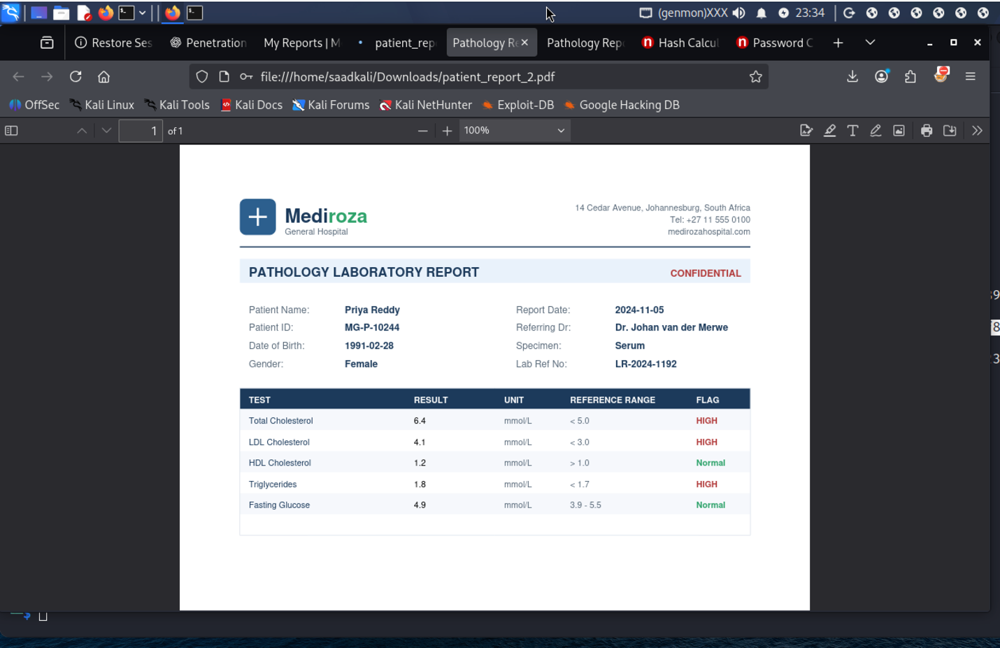 (genmon)XXX 23:34
Restore Ses Penetration My Reports | M patient_rep Pathology Re Pathology Rep Hash Calcul Password C
file:///home/saadkali/Downloads/patient_report_2.pdf
OffSec Kali Linux Kali Tools Kali Docs Kali Forums Kali NetHunter Exploit-DB Google Hacking DB
1 of 1 100%
Mediroza
General Hospital
14 Cedar Avenue, Johannesburg, South Africa
Tel: +27 11 555 0100
medirozahospital.com
PATHOLOGY LABORATORY REPORT CONFIDENTIAL
Patient Name: Priya Reddy Report Date: 2024-11-05
Patient ID: MG-P-10244 Referring Dr: Dr. Johan van der Merwe
Date of Birth: 1991-02-28 Specimen: Serum
Gender: Female Lab Ref No: LR-2024-1192
TEST RESULT UNIT REFERENCE RANGE FLAG
Total Cholesterol 6.4 mmol/L < 5.0 HIGH
LDL Cholesterol 4.1 mmol/L < 3.0 HIGH
HDL Cholesterol 1.2 mmol/L > 1.0 Normal
Triglycerides 1.8 mmol/L < 1.7 HIGH
Fasting Glucose 4.9 mmol/L 3.9 - 5.5 Normal
$